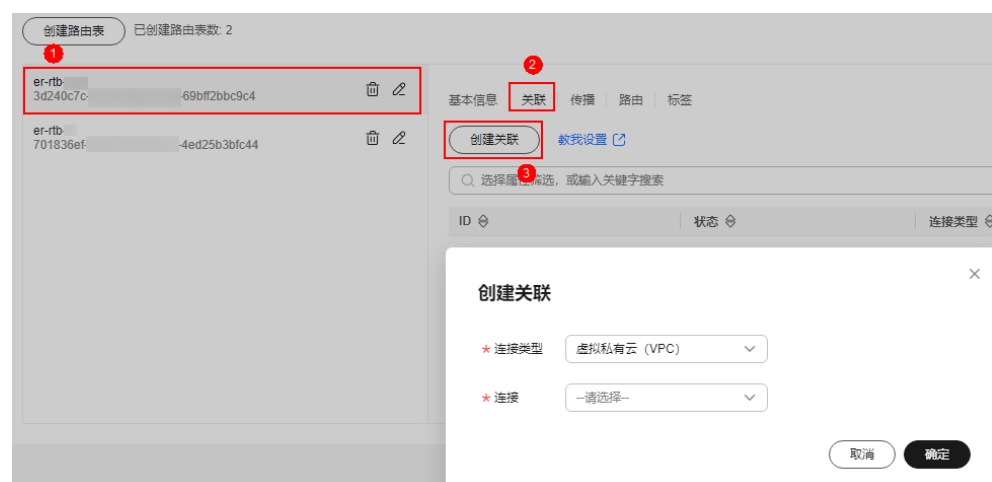 创建路由表 已创建路由表数: 2
1
er-rtb-
3d240c7c- -69bff2bbc9c4
er-rtb-
701836ef- -4ed25b3bfc44
2
基本信息 关联 传播 路由 标签
创建关联 教我设置
3
选择属性筛选，或输入关键字搜索
ID 状态 连接类型
创建关联
* 连接类型 虚拟私有云（VPC）
* 连接 --请选择--
取消 确定